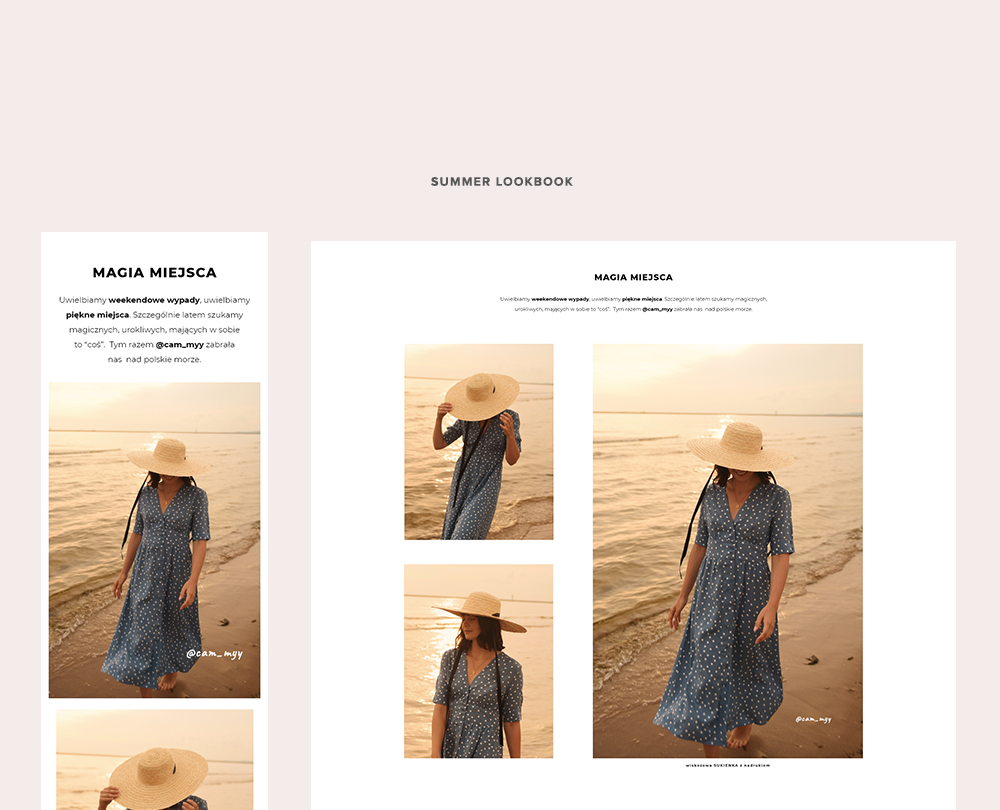 SUMMER LOOKBOOK
MAGIA MIEJSCA
Uwielbiamy weekendowe wypady, uwielbiamy
piękne miejsca. Szczególnie latem szukamy
magicznych, urokliwych, mających w sobie
to "coś". Tym razem @cam_myy zabrała
nas nad polskie morze.
@cam_myy
MAGIA MIEJSCA
Uwielbiamy weekendowe wypady, uwielbiamy piękne miejsca. Szczególnie latem szukamy magicznych,
urokliwych, mających w sobie to "coś". Tym razem @cam_myy zabrała nas nad polskie morze.
@cam_myy
wiskozowa SUKIENKA z nadrukiem